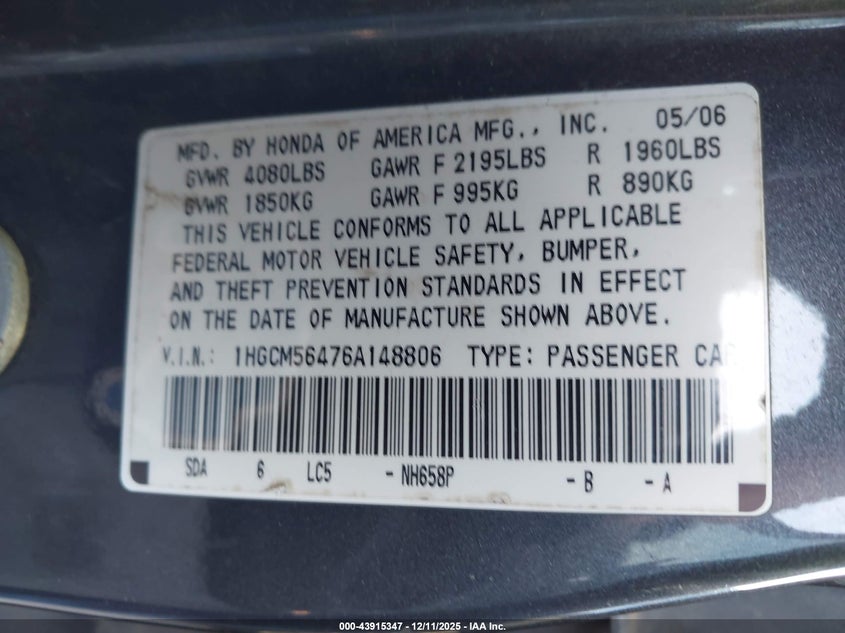 MFD. BY HONDA OF AMERICA MFG., INC. 05/06
GVWR 4080LBS GAWR F 2195LBS R 1960LBS
GVWR 1850KG GAWR F 995KG R 890KG
THIS VEHICLE CONFORMS TO ALL APPLICABLE
FEDERAL MOTOR VEHICLE SAFETY, BUMPER,
AND THEFT PREVENTION STANDARDS IN EFFECT
ON THE DATE OF MANUFACTURE SHOWN ABOVE.
V.I.N.: 1HGCM56476A148806 TYPE: PASSENGER CAR
SDA 6 LC5 -NH658P -B -A
000-43915347 - 12/11/2025 - IAA Inc.